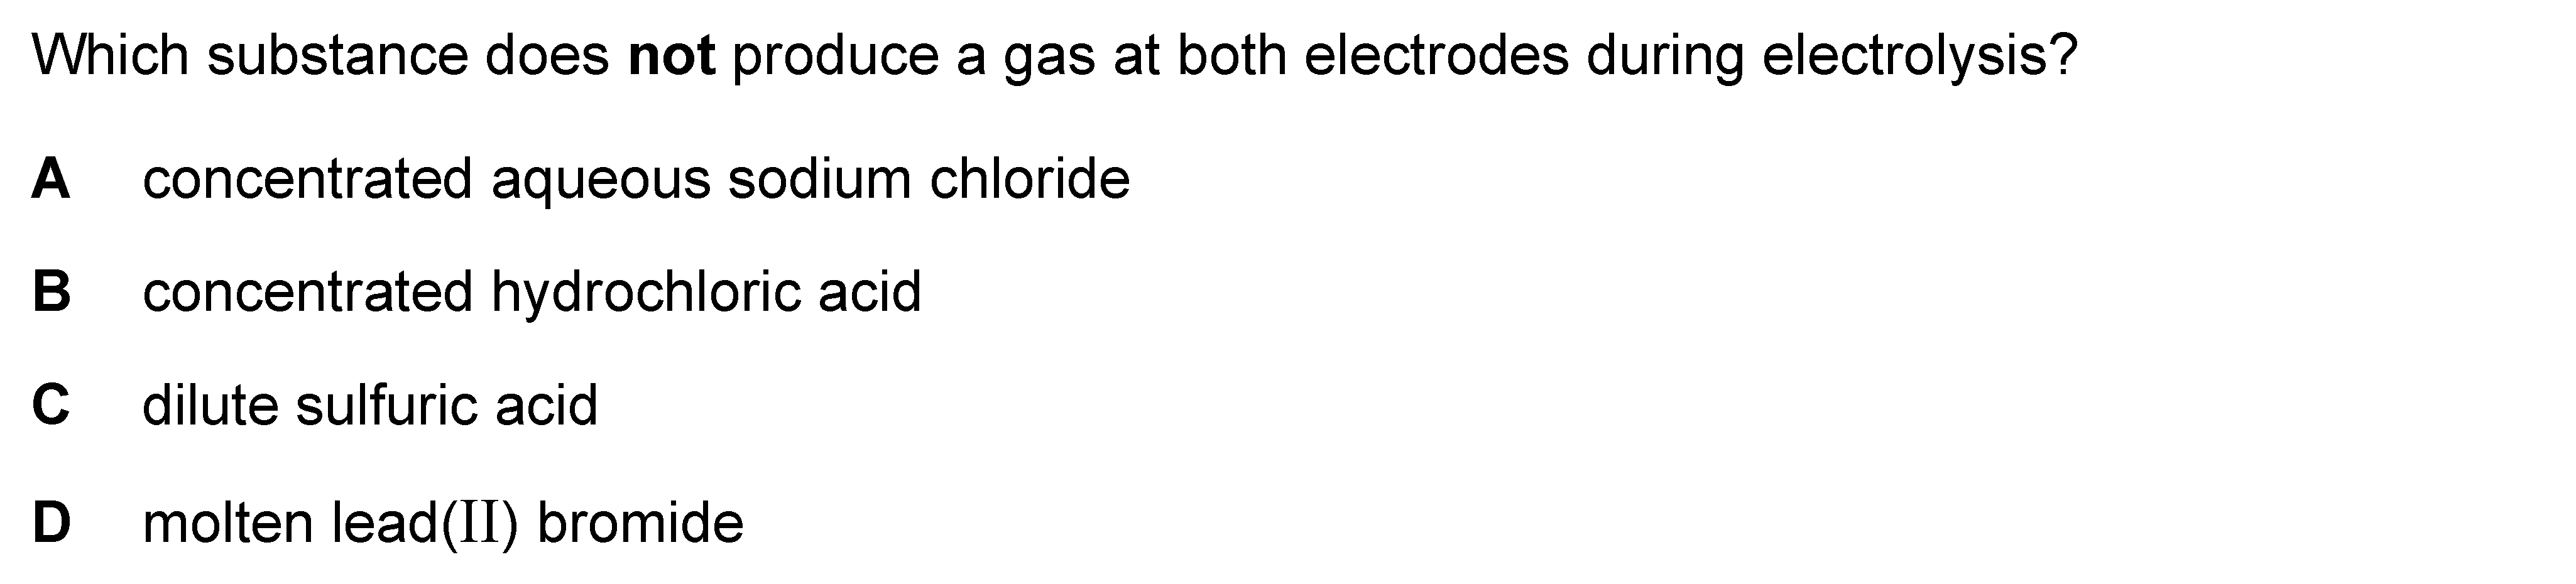 Which substance does not produce a gas at both electrodes during electrolysis?
A concentrated aqueous sodium chloride
B concentrated hydrochloric acid
C dilute sulfuric acid
D molten lead(II) bromide